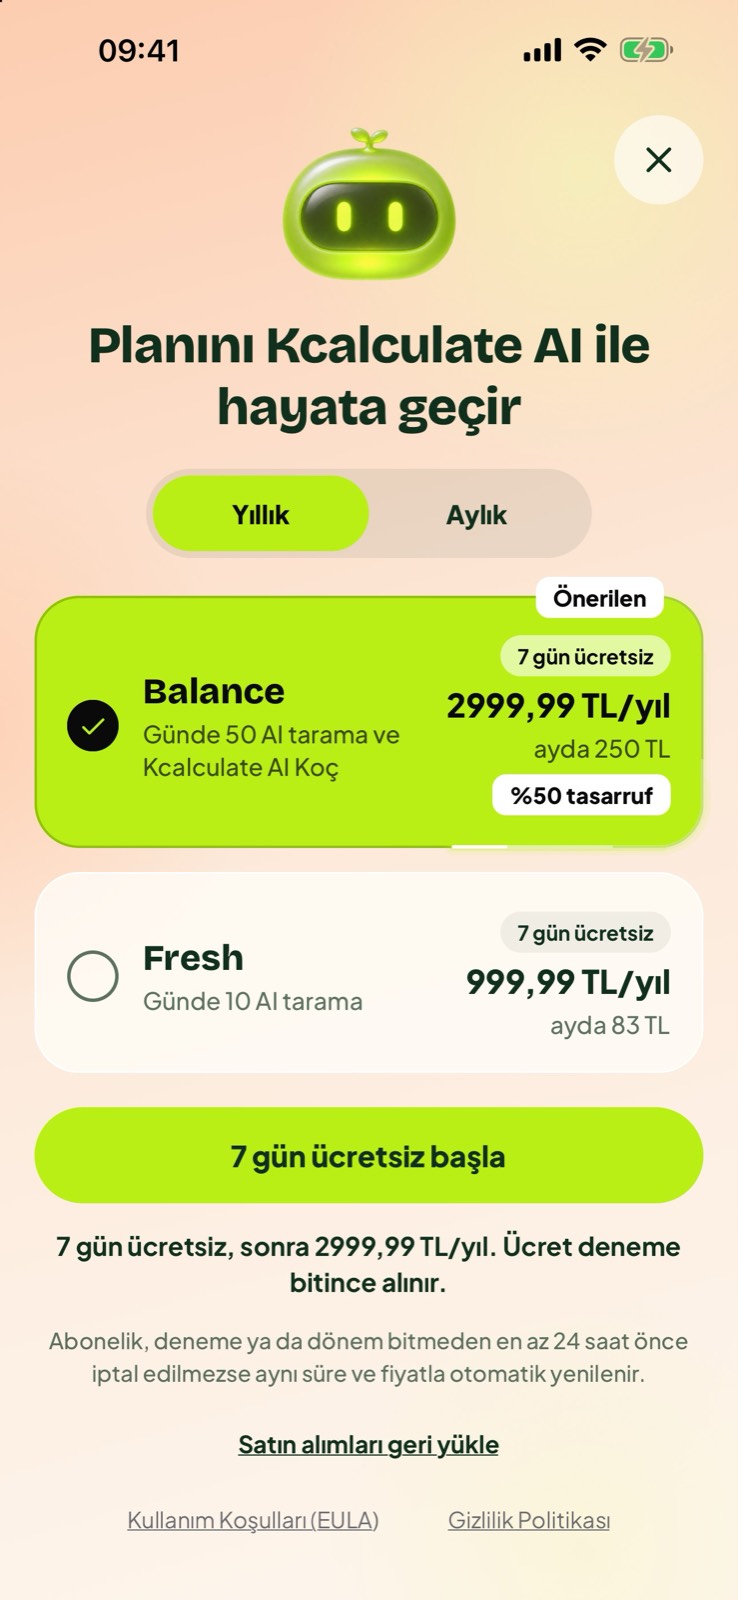 09:41
Planını Kcalculate AI ile
hayata geçir
Yıllık
Aylık
Önerilen
7 gün ücretsiz
Balance
2999,99 TL/yıl
Günde 50 AI tarama ve
Kcalculate AI Koç
ayda 250 TL
%50 tasarruf
7 gün ücretsiz
Fresh
999,99 TL/yıl
Günde 10 AI tarama
ayda 83 TL
7 gün ücretsiz başla
7 gün ücretsiz, sonra 2999,99 TL/yıl. Ücret deneme
bitince alınır.
Abonelik, deneme ya da dönem bitmeden en az 24 saat önce
iptal edilmezse aynı süre ve fiyatla otomatik yenilenir.
Satın alımları geri yükle
Kullanım Koşulları (EULA)
Gizlilik Politikası